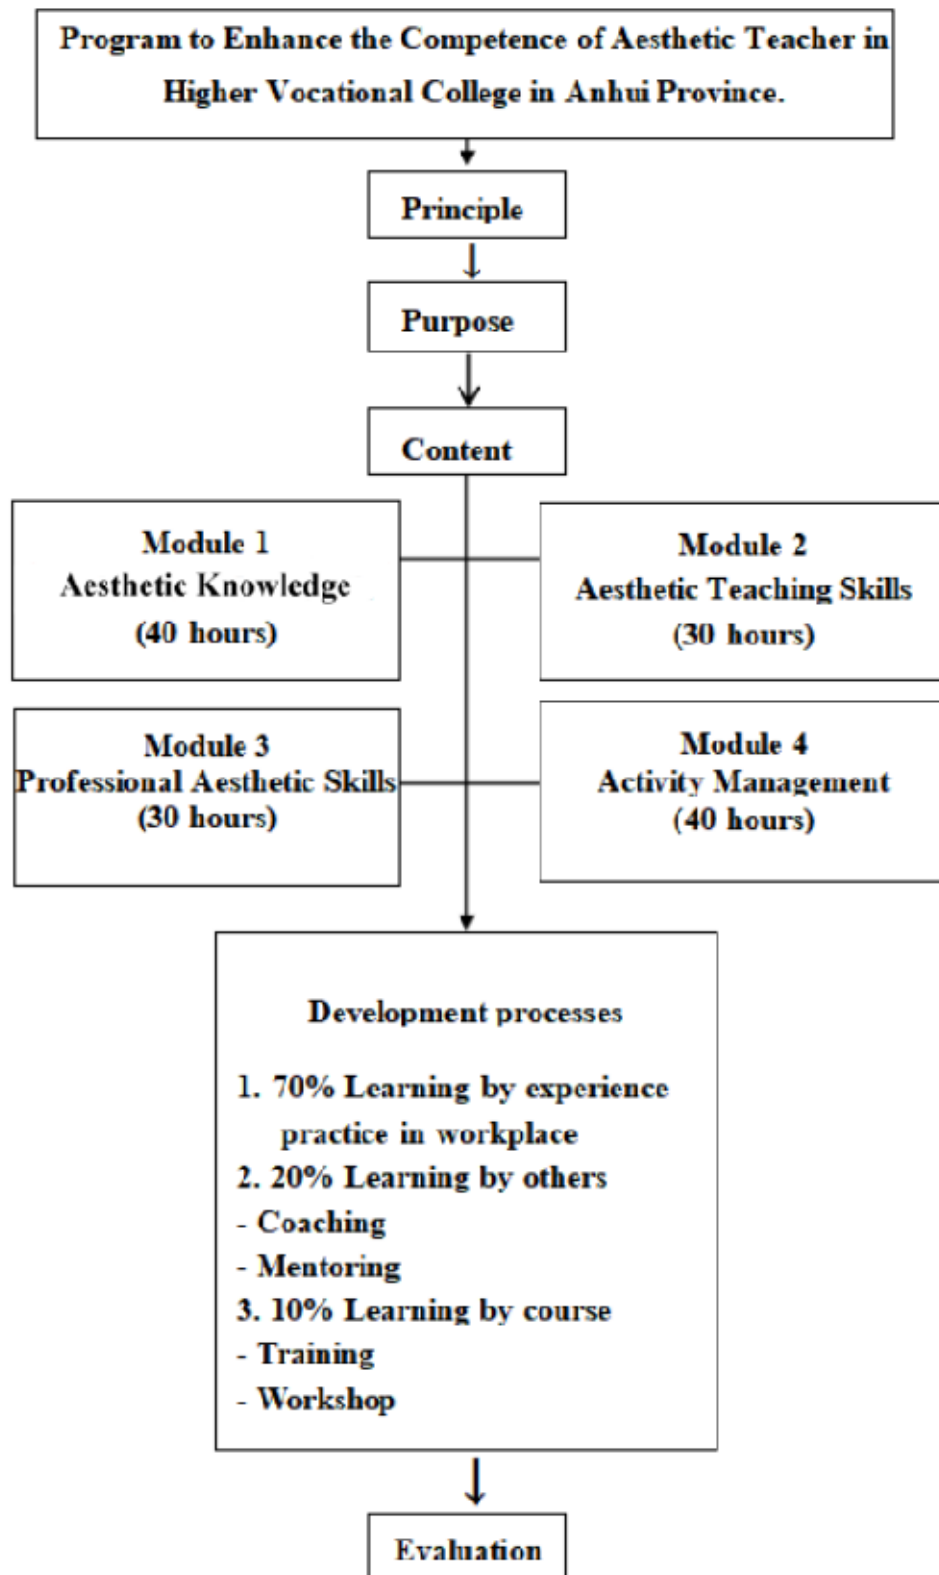 Program to Enhance the Competence of Aesthetic Teacher in
Higher Vocational College in Anhui Province.
Principle
Purpose
Content
Module 1
Aesthetic Knowledge
(40 hours)
Module 2
Aesthetic Teaching Skills
(30 hours)
Module 3
Professional Aesthetic Skills
(30 hours)
Module 4
Activity Management
(40 hours)
Development processes
1. 70% Learning by experience
practice in workplace
2. 20% Learning by others
- Coaching
- Mentoring
3. 10% Learning by course
- Training
- Workshop
Evaluation